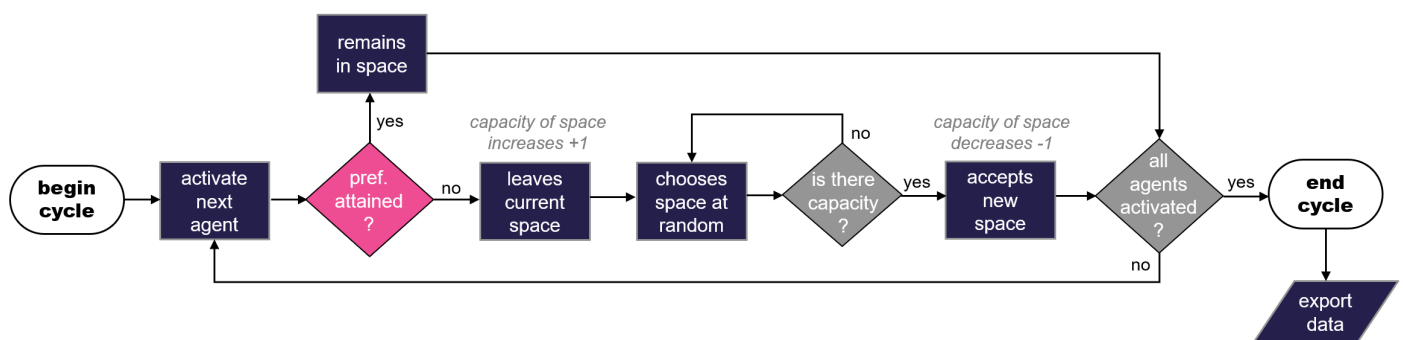 remains
in space
yes
capacity of space
increases +1
no
capacity of space
decreases -1
begin
cycle
activate
next
agent
pref.
attained
?
no
leaves
current
space
chooses
space at
random
is there
capacity
?
yes
accepts
new
space
all
agents
activated
?
yes
end
cycle
no
export
data